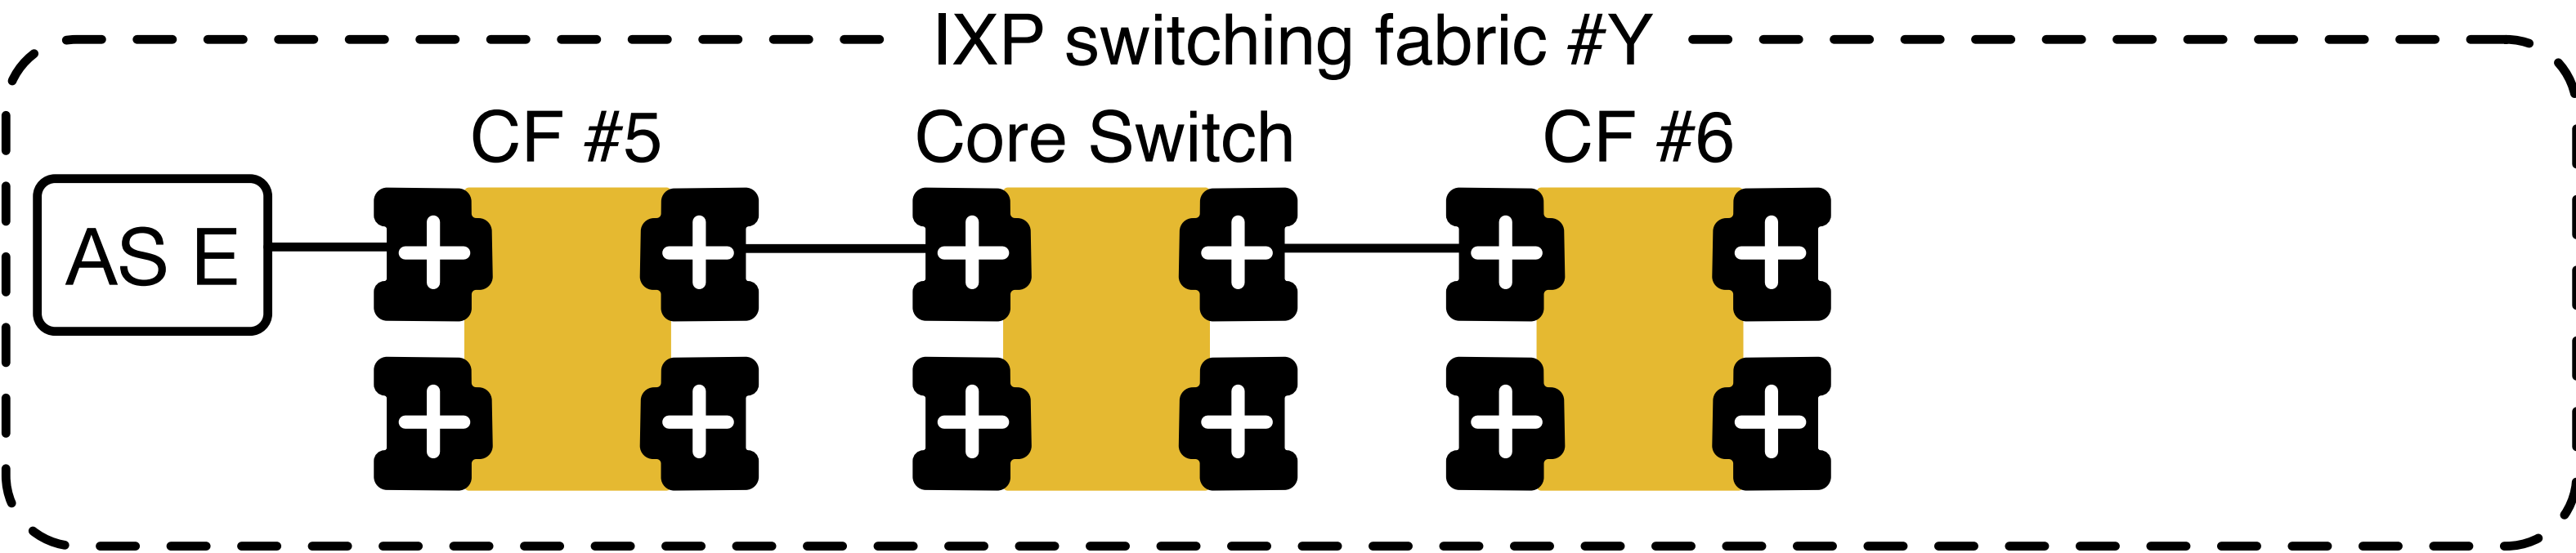 IXP switching fabric #Y
CF #5
Core Switch
CF #6
AS E